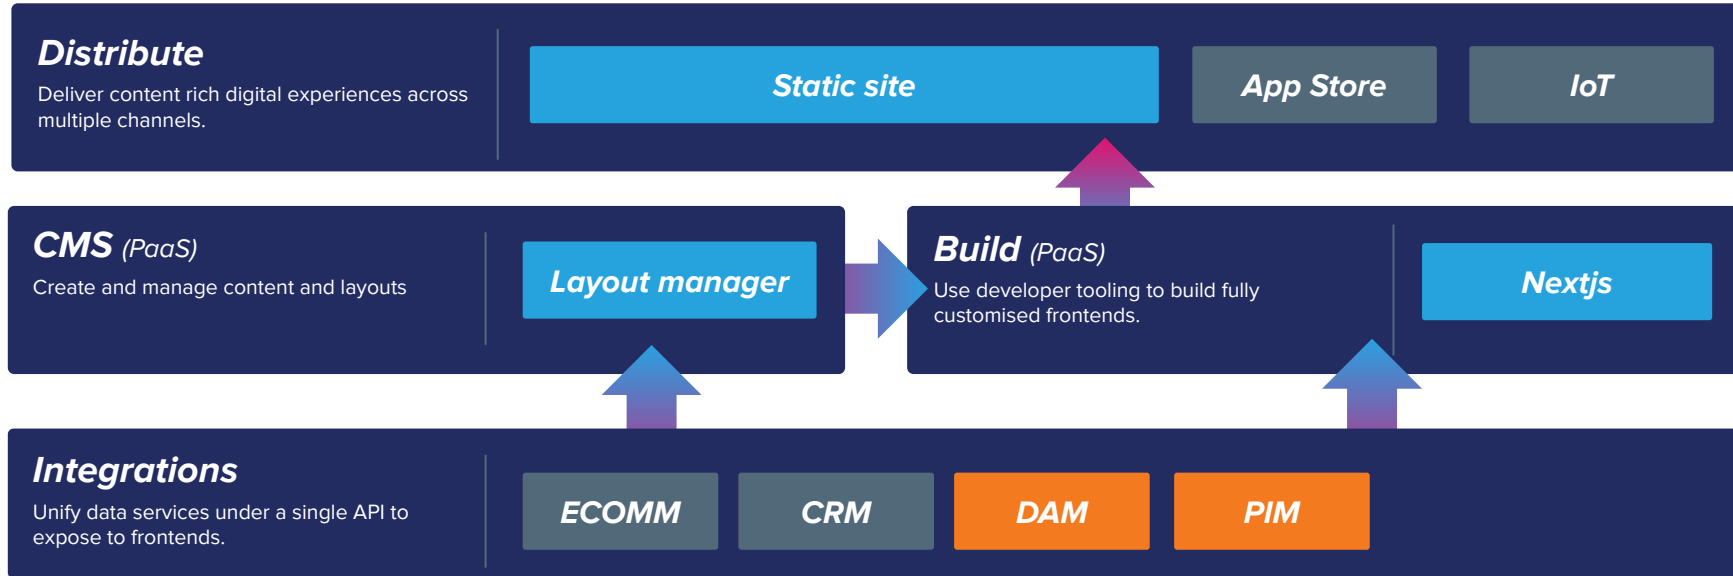 Distribute
Deliver content rich digital experiences across
multiple channels.
Static site
App Store
IoT
CMS (PaaS)
Create and manage content and layouts
Layout manager
Build (PaaS)
Use developer tooling to build fully
customised frontends.
Nextjs
Integrations
Unify data services under a single API to
expose to frontends.
ECOMM
CRM
DAM
PIM